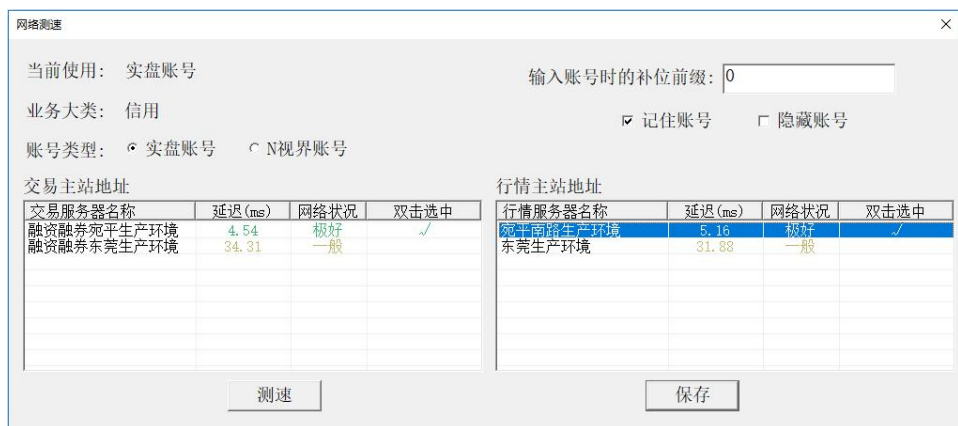 网络测速
当前使用: 实盘账号
输入账号时的补位前缀: 0
业务大类: 信用
记住账号 隐藏账号
账号类型: 实盘账号 N视界账号
交易主站地址
交易服务器名称 延迟(ms) 网络状况 双击选中
融资融券宛平生产环境 4.54 极好 √
融资融券东莞生产环境 34.31 一般
行情主站地址
行情服务器名称 延迟(ms) 网络状况 双击选中
宛平南路生产环境 5.16 极好 √
东莞生产环境 31.88 一般
测速
保存